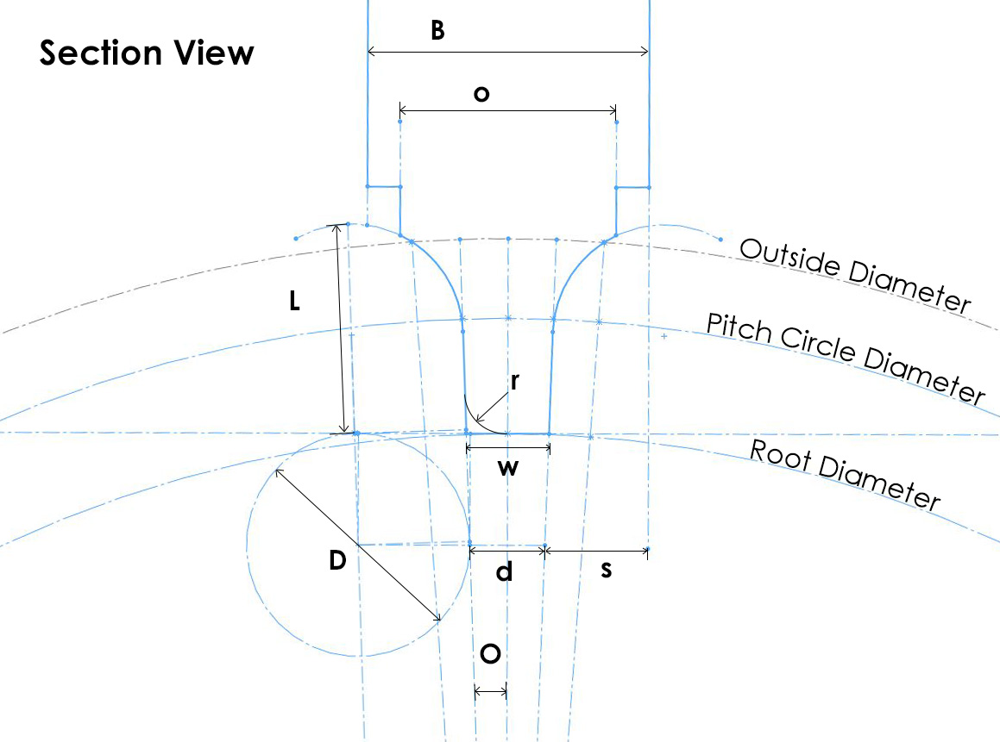 Section View
B
o
Outside Diameter
L
Pitch Circle Diameter
r
Root Diameter
w
D
d
s
O